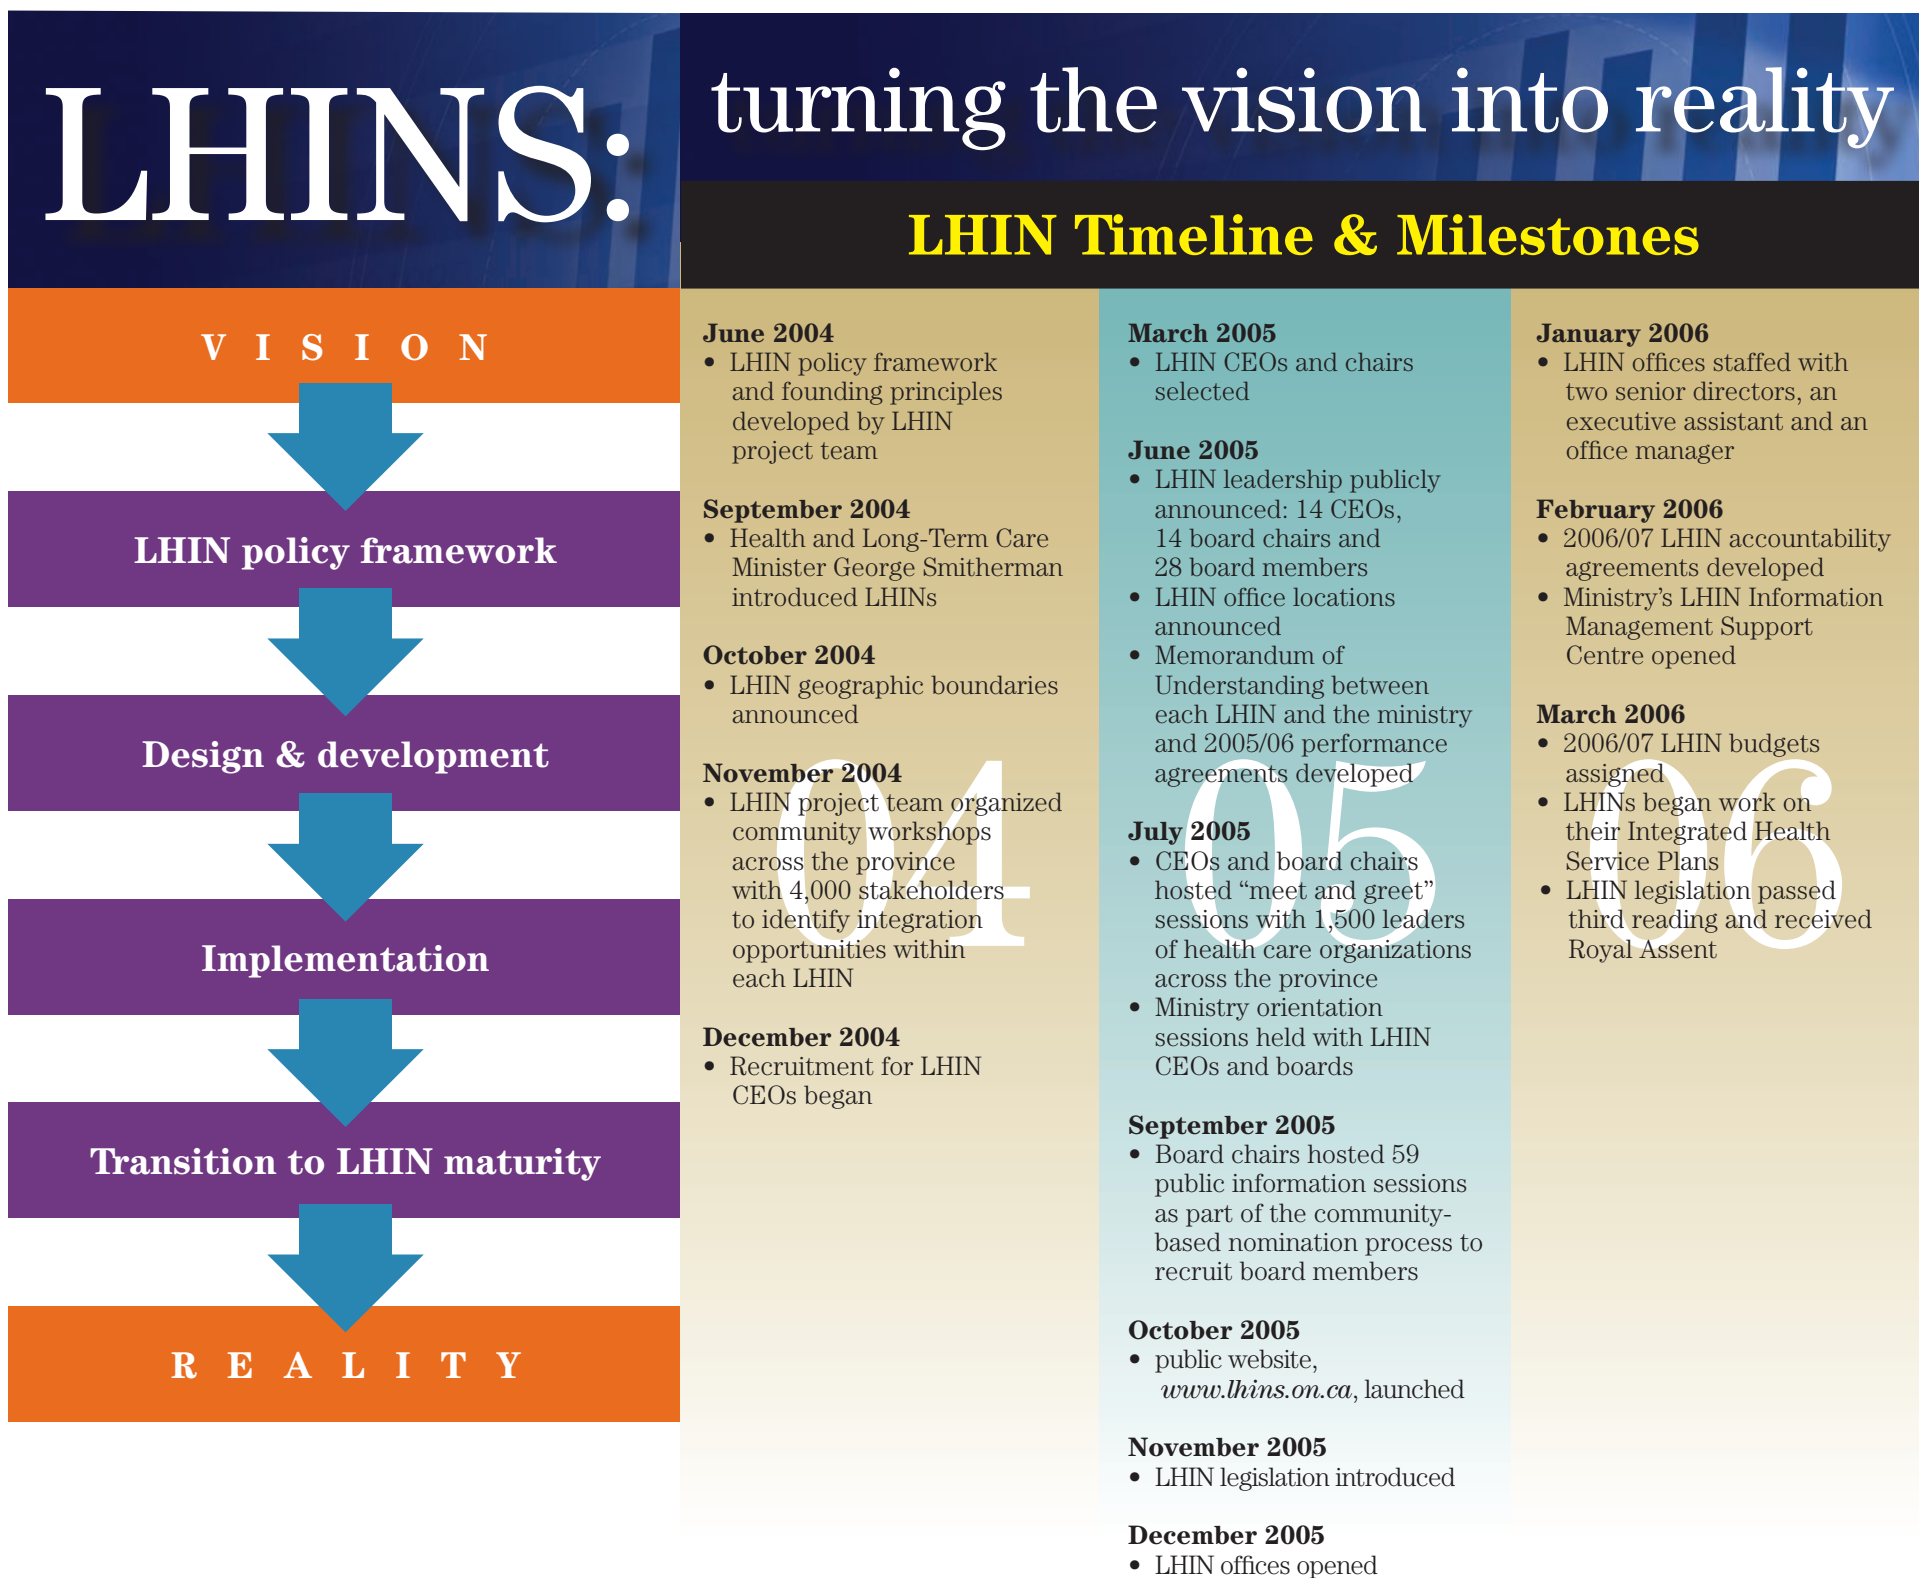 LHINS:
turning the vision into reality
LHIN Timeline & Milestones
VISION
LHIN policy framework
Design & development
Implementation
Transition to LHIN maturity
REALITY
04
June 2004
• LHIN policy framework
and founding principles
developed by LHIN
project team
September 2004
• Health and Long-Term Care
Minister George Smitherman
introduced LHINs
October 2004
• LHIN geographic boundaries
announced
November 2004
• LHIN project team organized
community workshops
across the province
with 4,000 stakeholders
to identify integration
opportunities within
each LHIN
December 2004
• Recruitment for LHIN
CEOs began
05
March 2005
• LHIN CEOs and chairs
selected
June 2005
• LHIN leadership publicly
announced: 14 CEOs,
14 board chairs and
28 board members
• LHIN office locations
announced
• Memorandum of
Understanding between
each LHIN and the ministry
and 2005/06 performance
agreements developed
July 2005
• CEOs and board chairs
hosted “meet and greet”
sessions with 1,500 leaders
of health care organizations
across the province
• Ministry orientation
sessions held with LHIN
CEOs and boards
September 2005
• Board chairs hosted 59
public information sessions
as part of the community-
based nomination process to
recruit board members
October 2005
• public website,
www.lhins.on.ca, launched
November 2005
• LHIN legislation introduced
December 2005
• LHIN offices opened
06
January 2006
• LHIN offices staffed with
two senior directors, an
executive assistant and an
office manager
February 2006
• 2006/07 LHIN accountability
agreements developed
• Ministry’s LHIN Information
Management Support
Centre opened
March 2006
• 2006/07 LHIN budgets
assigned
• LHINs began work on
their Integrated Health
Service Plans
• LHIN legislation passed
third reading and received
Royal Assent